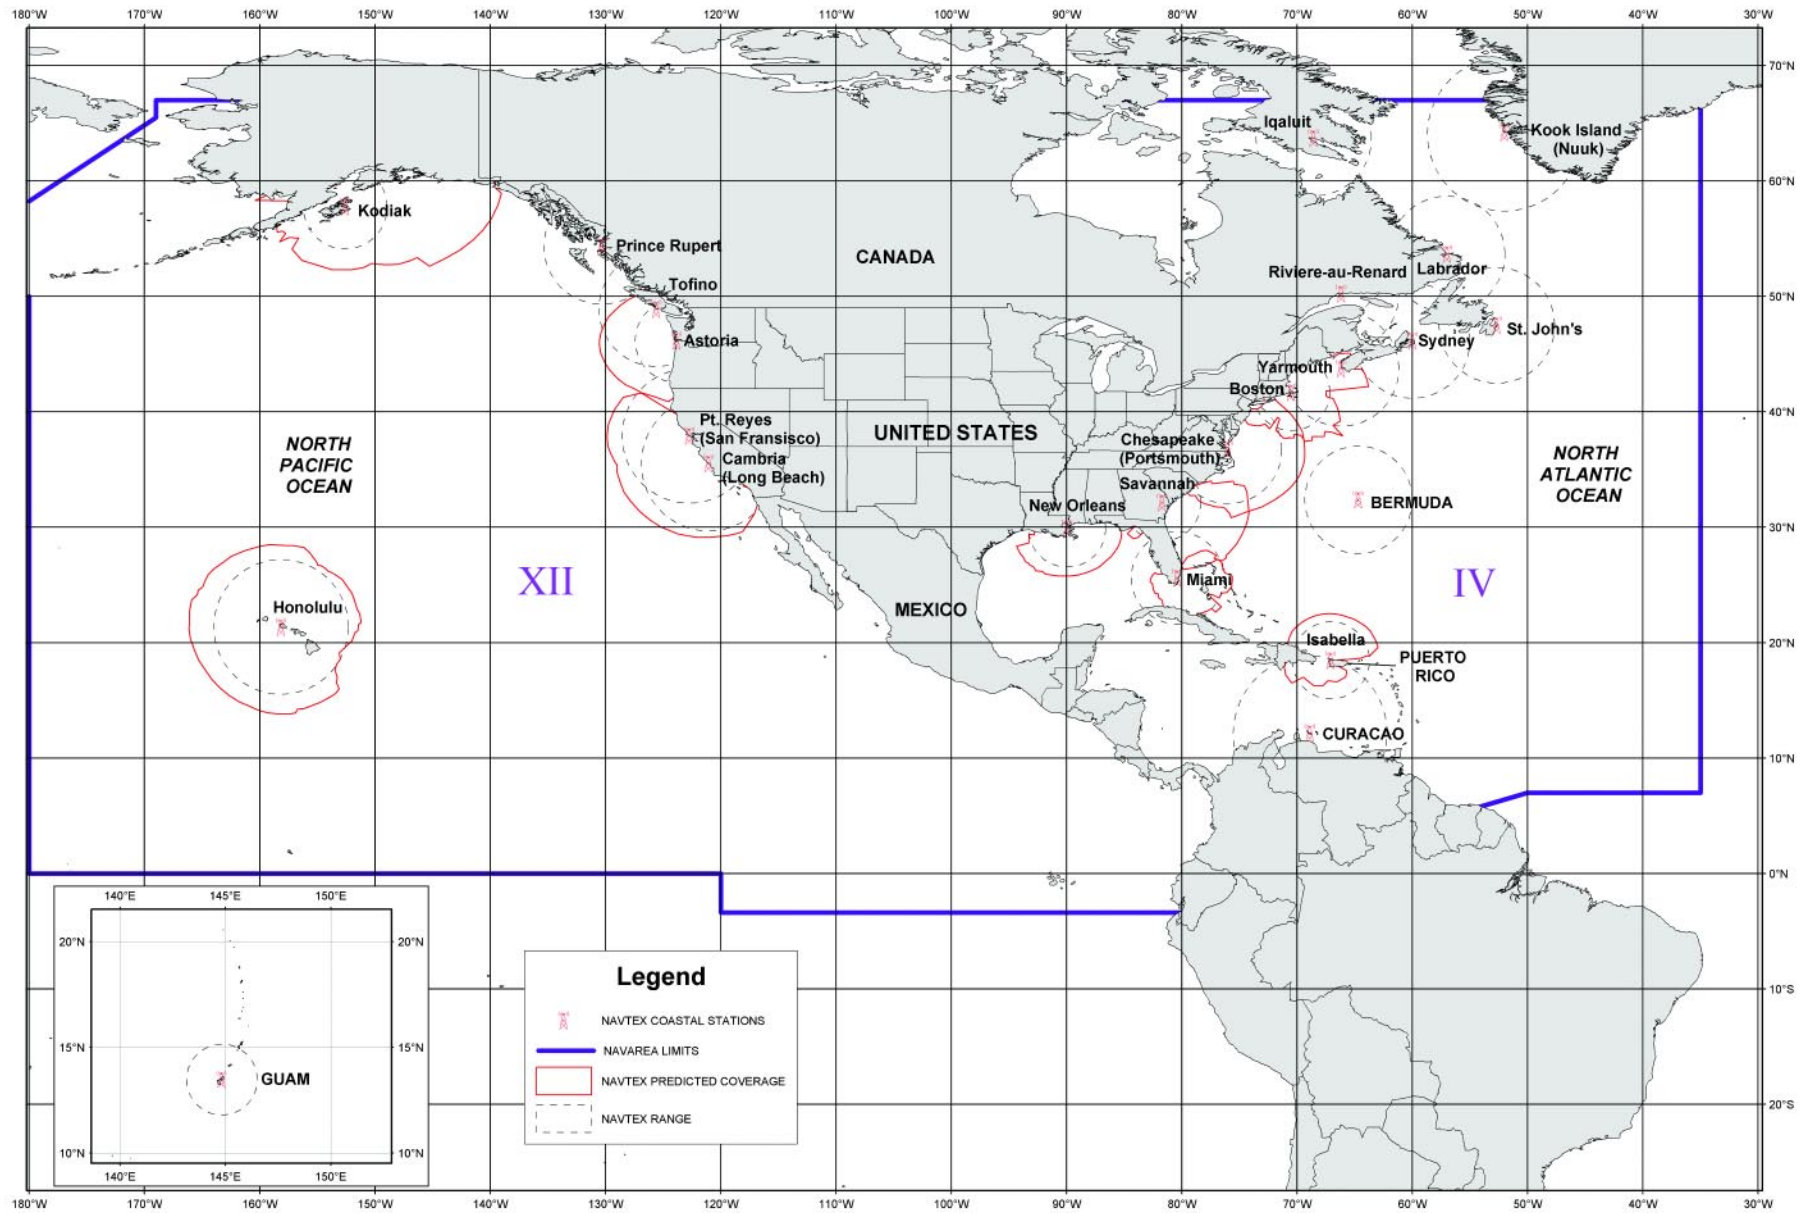 180°W 170°W 160°W 150°W 140°W 130°W 120°W 110°W 100°W 90°W 80°W 70°W 60°W 50°W 40°W 30°W
70°N
Iqaluit
Kook Island
(Nuuk)
60°N
Kodiak
Prince Rupert
CANADA
Riviere-au-Renard
Labrador
Tofino
50°N
St. John's
Astoria
Sydney
Yarmouth
Boston
40°N
Pt. Reyes
(San Fransisco)
Cambria
(Long Beach)
UNITED STATES
Chesapeake
(Portsmouth)
Savannah
NORTH
PACIFIC
OCEAN
NORTH
ATLANTIC
OCEAN
New Orleans
BERMUDA
30°N
XII
IV
Miami
Honolulu
MEXICO
Isabella
20°N
PUERTO
RICO
CURACAO
10°N
0°N
140°E 145°E 150°E
20°N 20°N
15°N 15°N
GUAM
10°N 10°N
140°E 145°E 150°E
Legend
NAVTEX COASTAL STATIONS
NAVAREA LIMITS
NAVTEX PREDICTED COVERAGE
NAVTEX RANGE
10°S
20°S
180°W 170°W 160°W 150°W 140°W 130°W 120°W 110°W 100°W 90°W 80°W 70°W 60°W 50°W 40°W 30°W